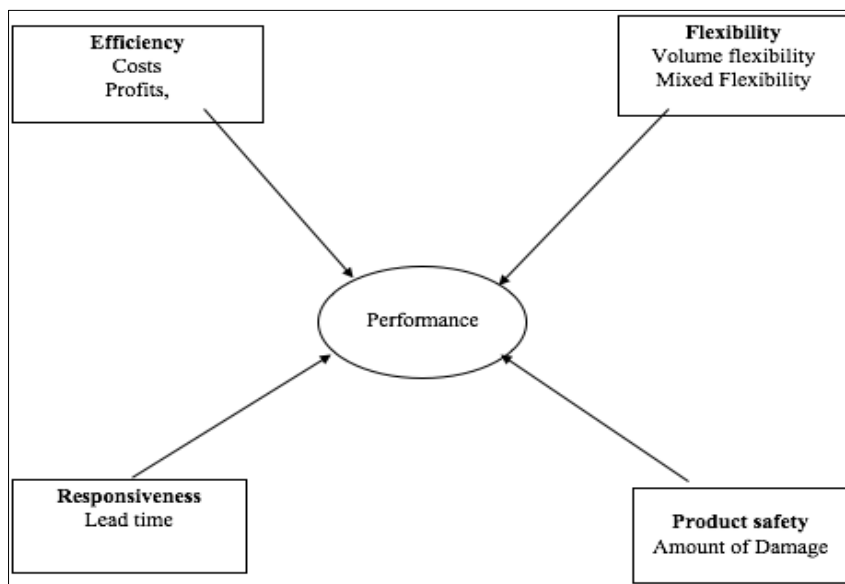 Efficiency
Costs
Profits,
Flexibility
Volume flexibility
Mixed Flexibility
Performance
Responsiveness
Lead time
Product safety
Amount of Damage